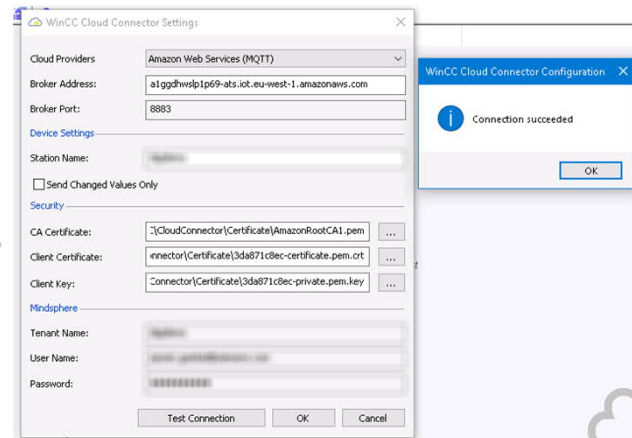 WinCC Cloud Connector Settings
Cloud Providers
Amazon Web Services (MQTT)
Broker Address:
a1ggdhwslp1p69-ats.iot.eu-west-1.amazonaws.com
Broker Port:
8883
Device Settings
Station Name:
Send Changed Values Only
Security
CA Certificate:
:\CloudConnector\Certificate\AmazonRootCA1.pem
...
Client Certificate:
onnector\Certificate\3da871c8ec-certificate.pem.crt
...
Client Key:
Connector\Certificate\3da871c8ec-private.pem.key
...
Mindsphere
Tenant Name:
User Name:
Password:
Test Connection
OK
Cancel
WinCC Cloud Connector Configuration
Connection succeeded
OK